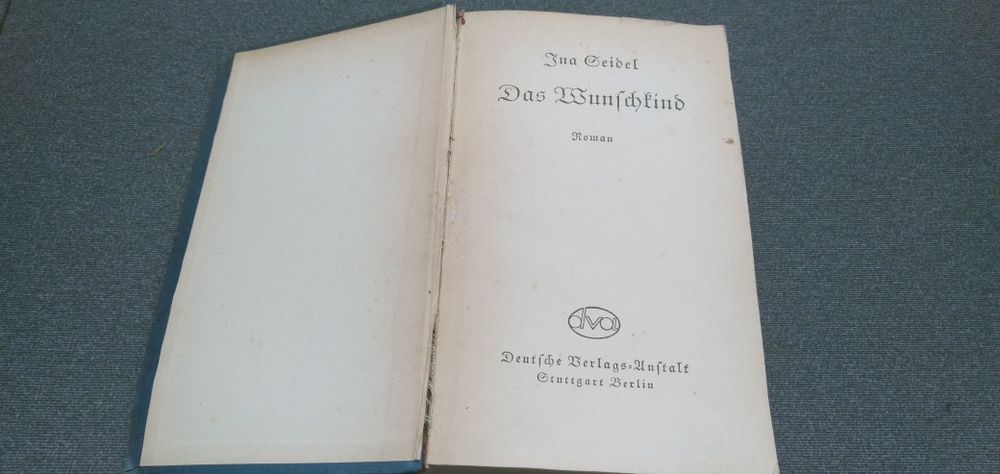 Ina Seidel
Das Wunschkind
Roman
dva
Deutsche Verlags-Anstalt
Stuttgart Berlin